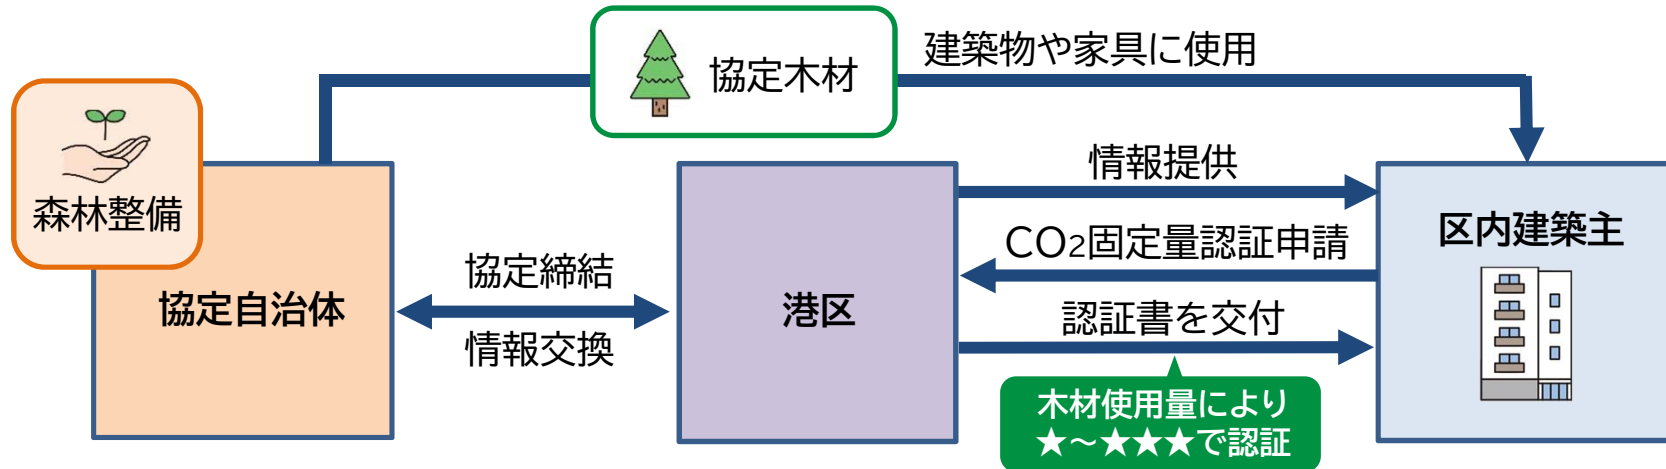 協定木材
建築物や家具に使用
森林整備
協定自治体
協定締結
情報交換
港区
情報提供
CO2固定量認証申請
認証書を交付
木材使用量により
★~★★★で認証
区内建築主